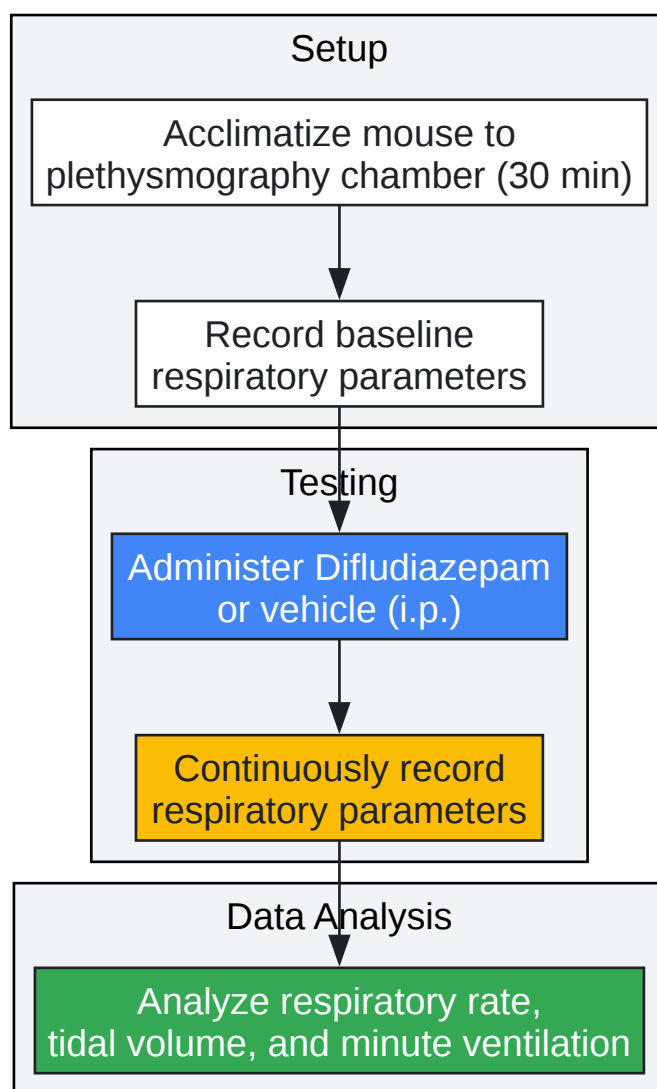 Setup
Acclimatize mouse to
plethysmography chamber (30 min)
Record baseline
respiratory parameters
Testing
Administer Difludiazepam
or vehicle (i.p.)
Continuously record
respiratory parameters
Data Analysis
Analyze respiratory rate,
tidal volume, and minute ventilation